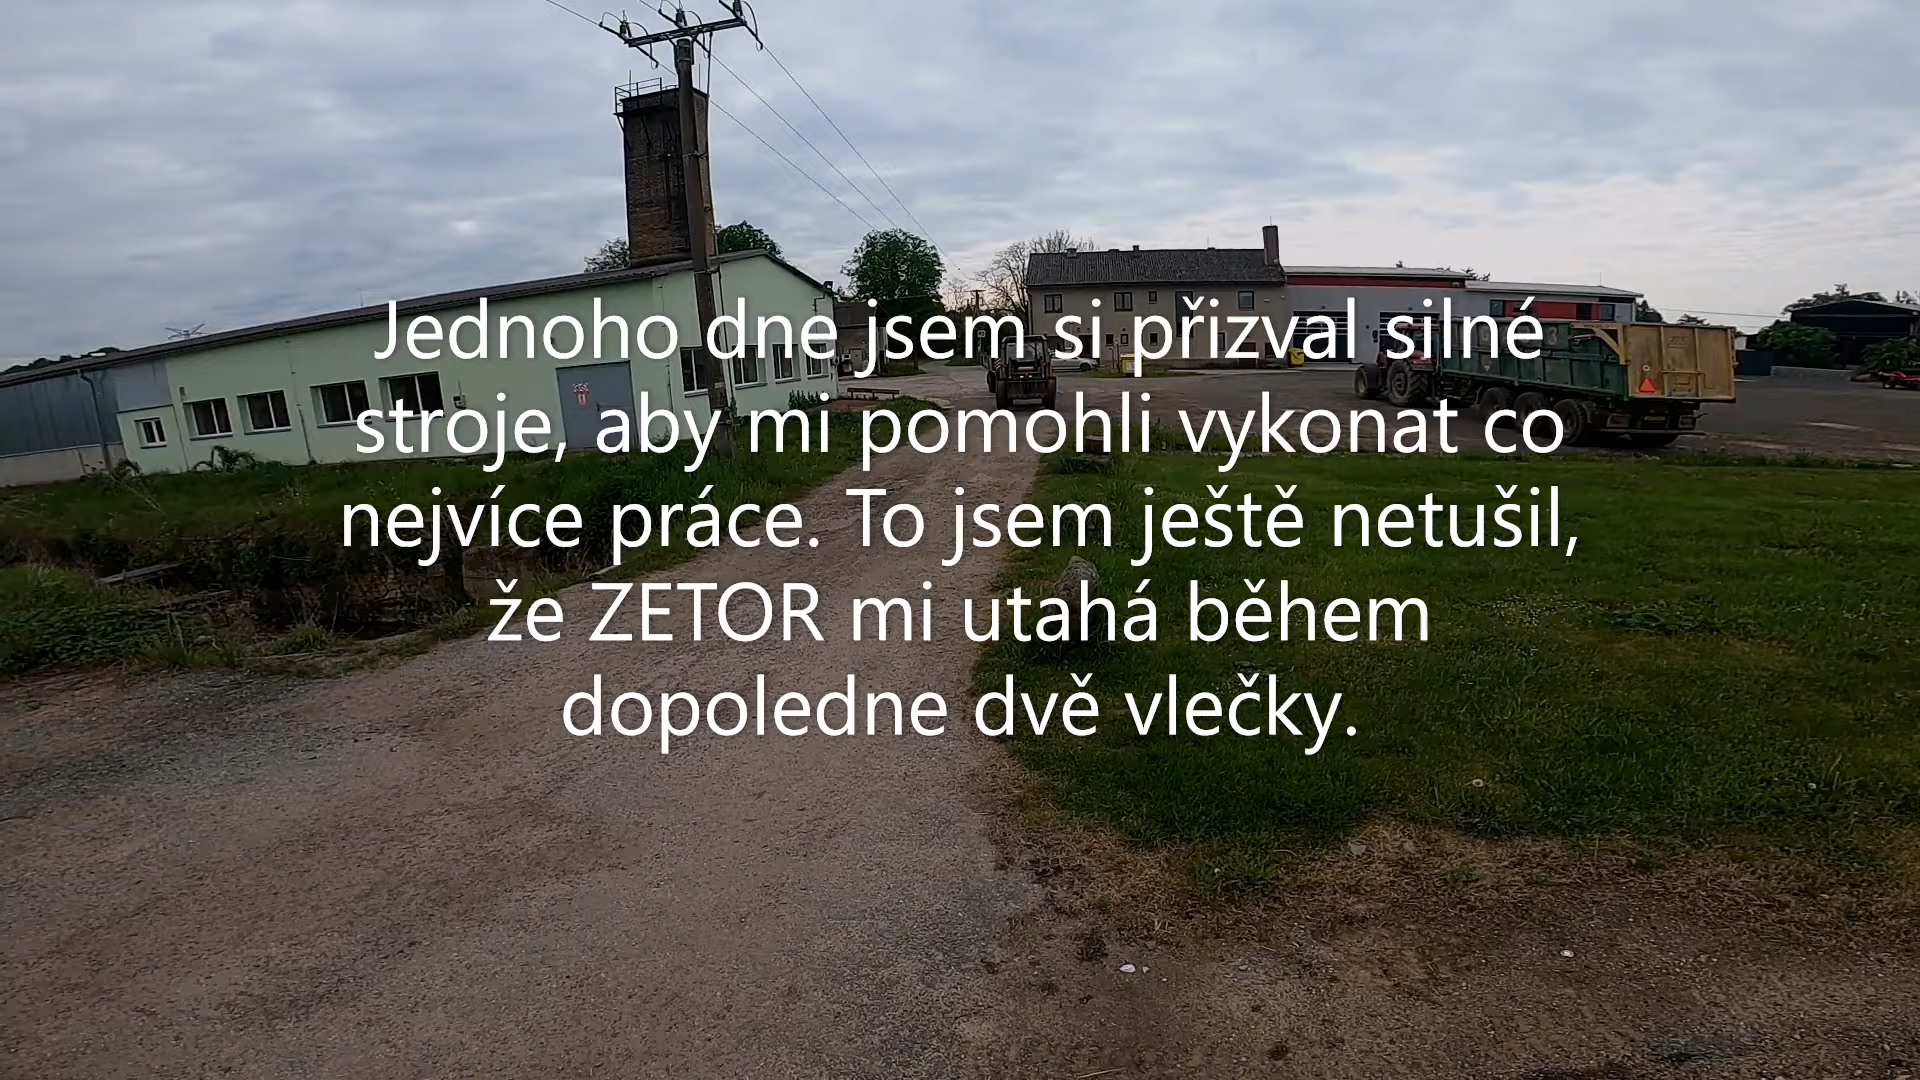 Jednoho dne jsem si přizval silné
stroje, aby mi pomohli vykonat co
nejvíce práce. To jsem ještě netušil,
že ZETOR mi utahá během
dopoledne dvě vlečky.